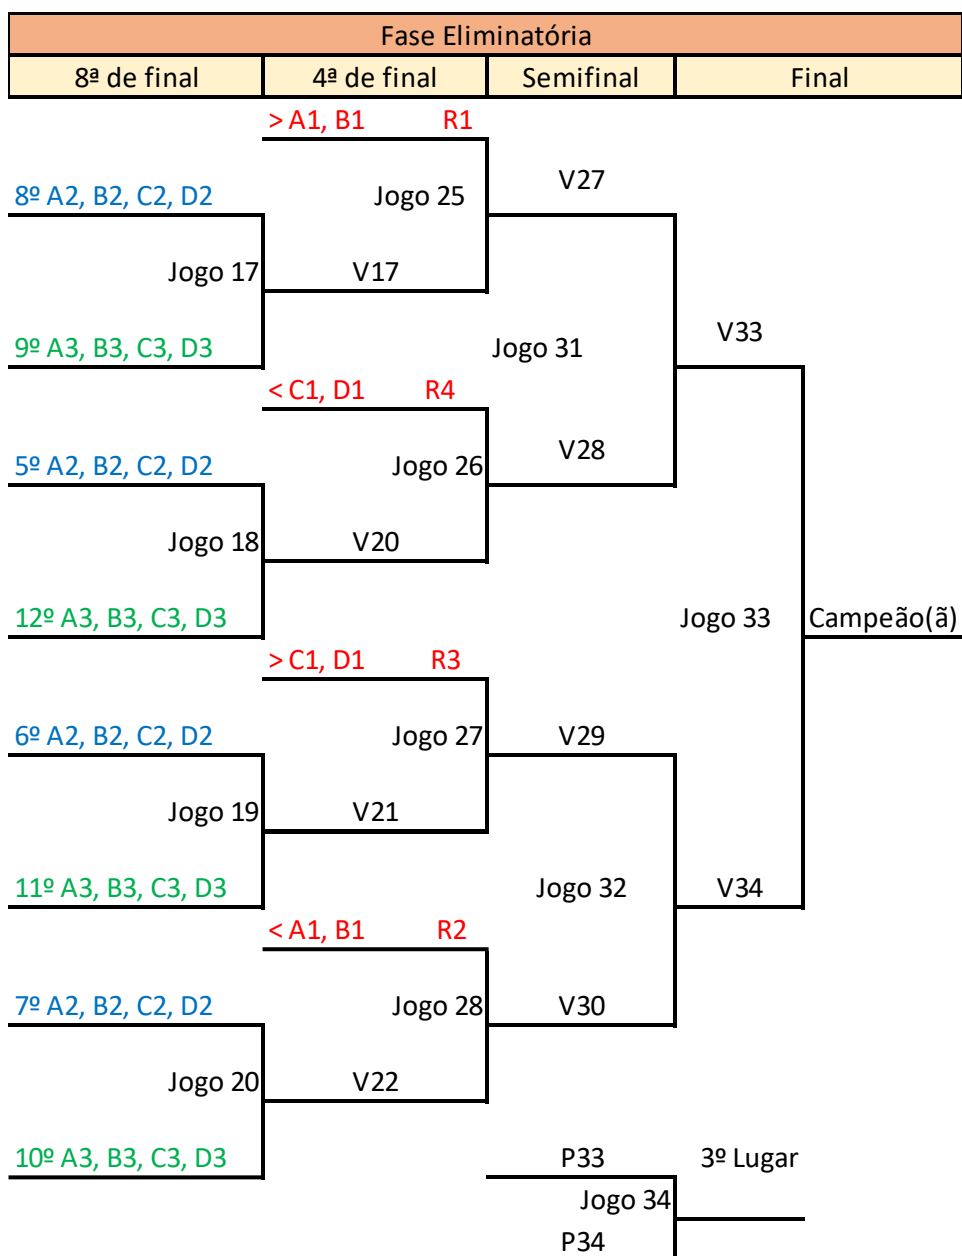 Fase Eliminatória
8ª de final 4ª de final Semifinal Final
> A1, B1 R1
V27
8º A2, B2, C2, D2 Jogo 25
Jogo 17 V17
V33
9º A3, B3, C3, D3 Jogo 31
< C1, D1 R4
V28
5º A2, B2, C2, D2 Jogo 26
Jogo 18 V20
12º A3, B3, C3, D3 Jogo 33 Campeão(ã)
> C1, D1 R3
6º A2, B2, C2, D2 Jogo 27 V29
Jogo 19 V21
11º A3, B3, C3, D3 Jogo 32 V34
< A1, B1 R2
7º A2, B2, C2, D2 Jogo 28 V30
Jogo 20 V22
10º A3, B3, C3, D3 P33 3º Lugar
Jogo 34
P34